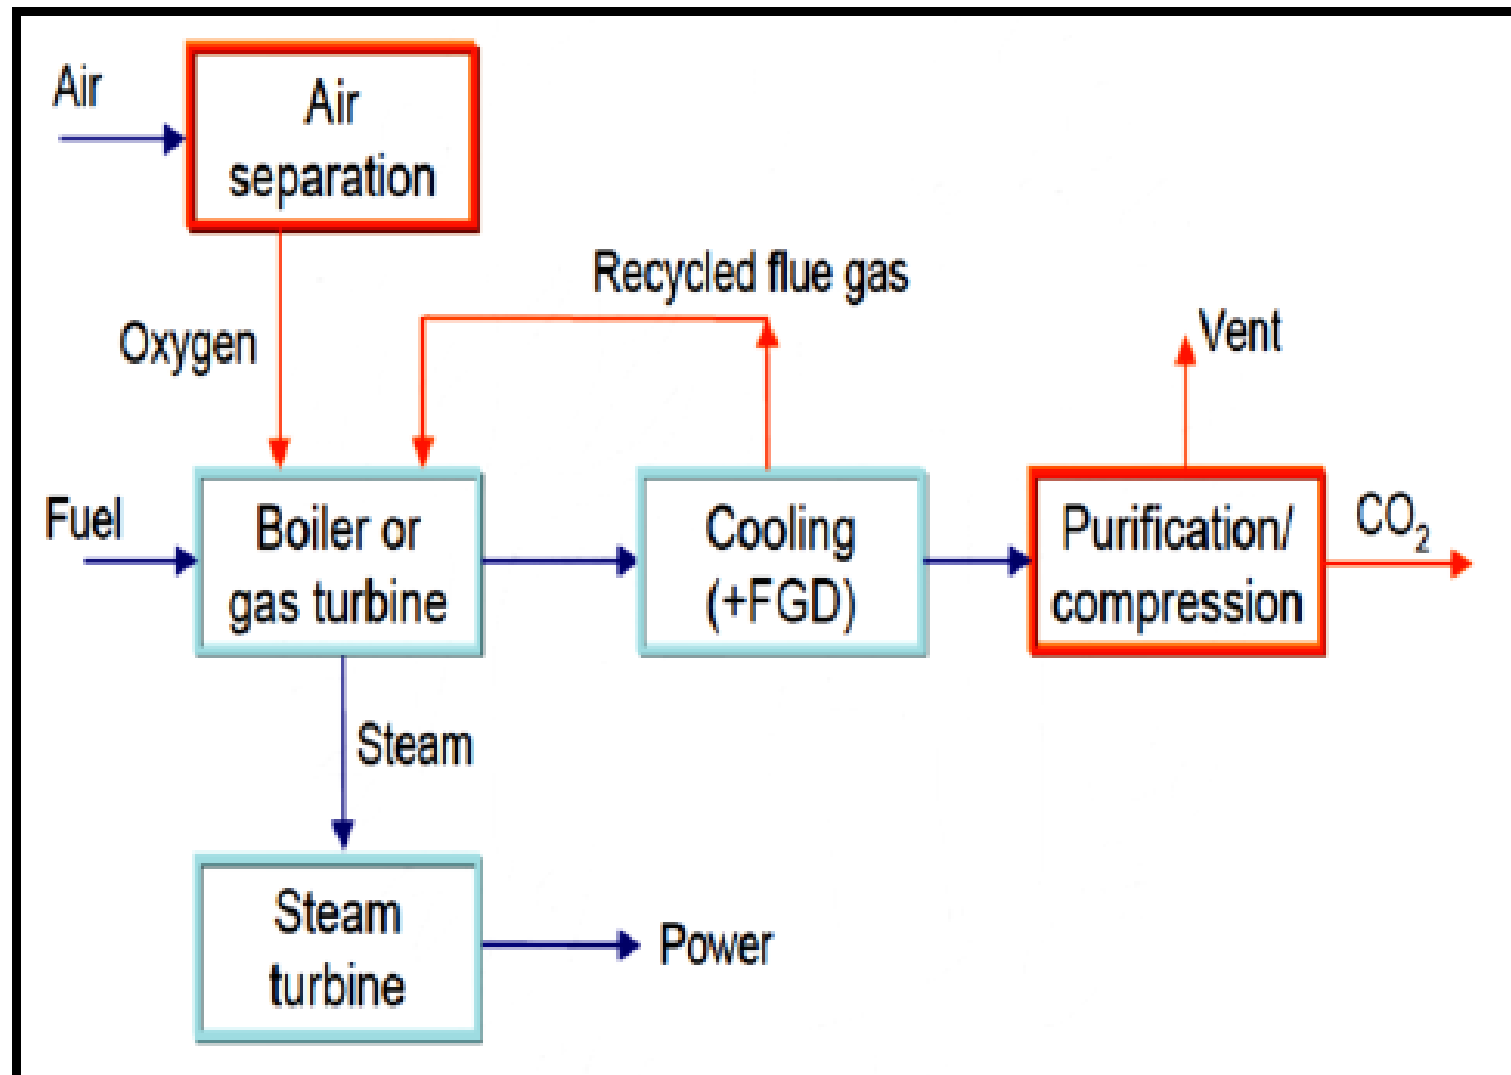 Air
Air
separation
Recycled flue gas
Oxygen
Vent
Fuel
Boiler or
gas turbine
Cooling
(+FGD)
Purification/
compression
CO₂
Steam
Steam
turbine
Power